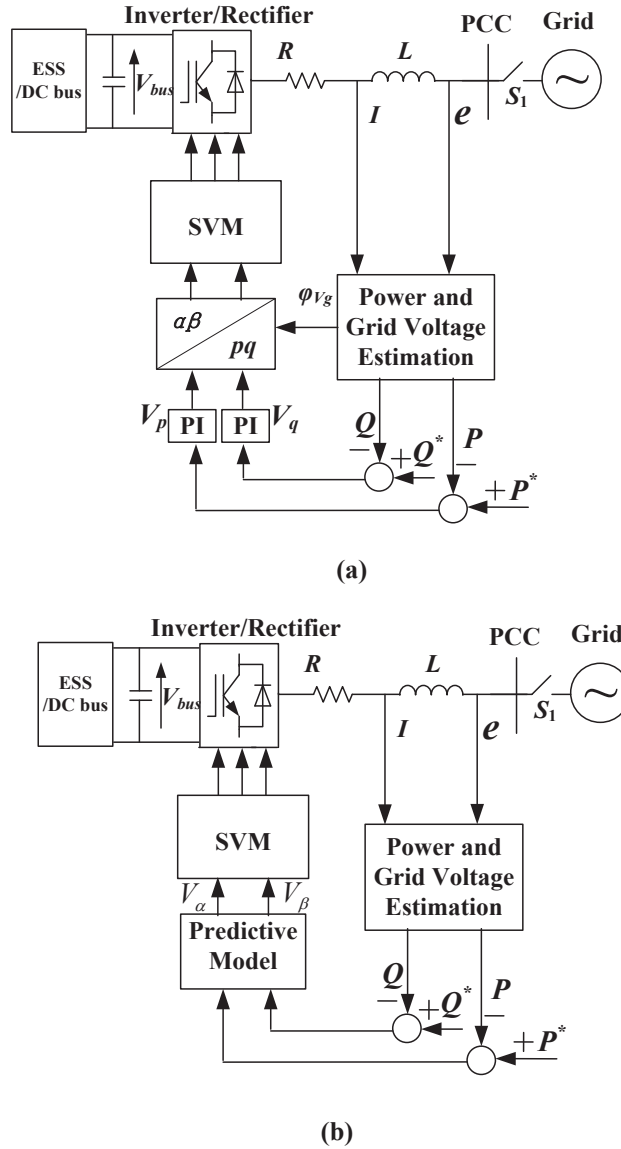 Inverter/Rectifier
PCC
Grid
ESS
/DC bus
V_bus
R
L
S_1
I
e
SVM
φ_Vg
Power and
Grid Voltage
Estimation
αβ
pq
V_p
PI
PI
V_q
Q
P
−
+ Q*
−
+ P*
(a)
Inverter/Rectifier
PCC
Grid
ESS
/DC bus
V_bus
R
L
S_1
I
e
SVM
Power and
Grid Voltage
Estimation
V_α
V_β
Predictive
Model
Q
P
−
+ Q*
−
+ P*
(b)